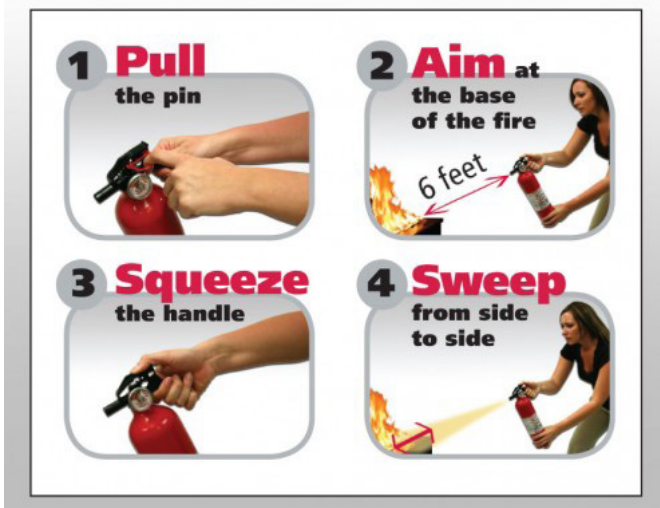 1 Pull
the pin
2 Aim at
the base
of the fire
6 feet
3 Squeeze
the handle
4 Sweep
from side
to side